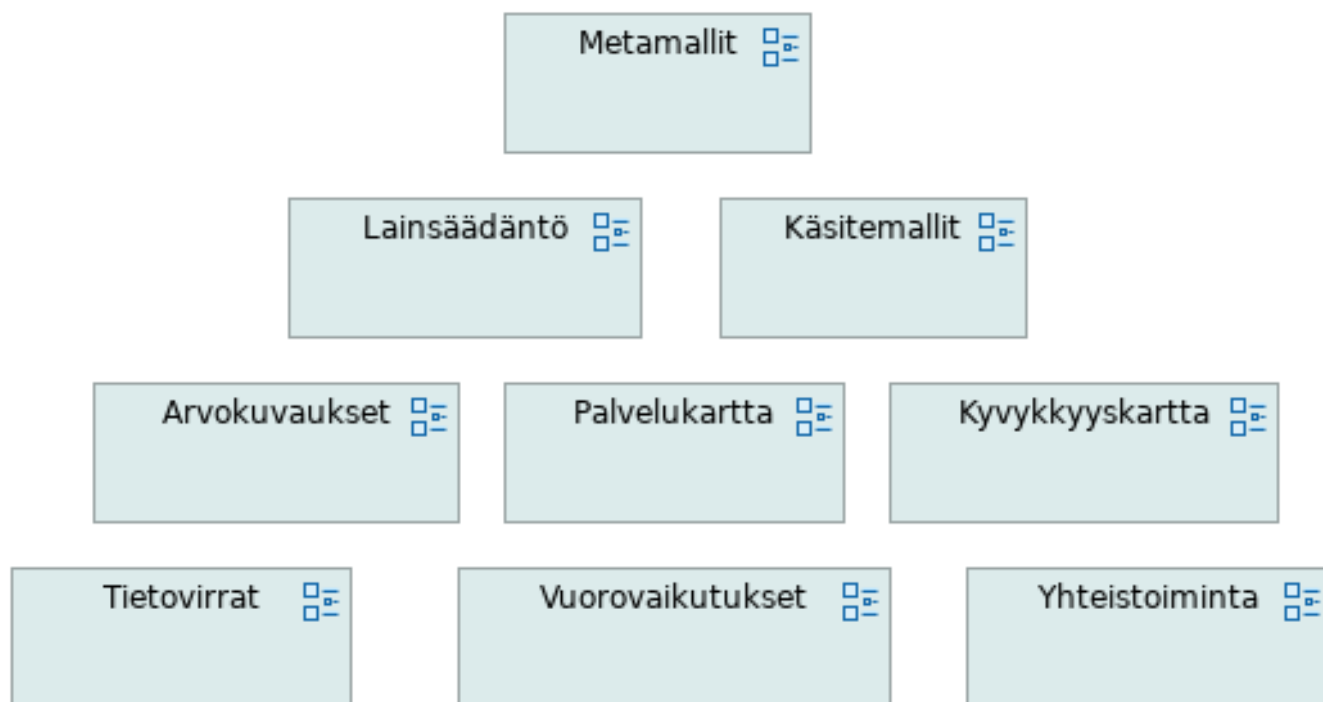 Metamallit
Lainsäädäntö
Käsitemallit
Arvokuvaukset
Palvelukartta
Kyvykkyyskartta
Tietovirrat
Vuorovaikutukset
Yhteistoiminta